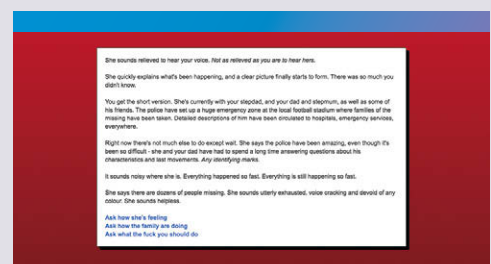 She sounds relieved to hear your voice. Not as relieved as you are to hear hers.
She quickly explains what's been happening, and a clear picture finally starts to form. There was so much you
didn't know.
You get the short version. She's currently with your stepdad, and your dad and stepmum, as well as some of
his friends. The police have set up a huge emergency zone at the local football stadium where families of the
missing have been taken. Detailed descriptions of him have been circulated to hospitals, emergency services,
everywhere.
Right now there's not much else to do except wait. She says the police have been amazing, even though it's
been so difficult - she and your dad have had to spend a long time answering questions about his
characteristics and last movements. Any identifying marks.
It sounds noisy where she is. Everything happened so fast. Everything is still happening so fast.
She says there are dozens of people missing. She sounds utterly exhausted, voice cracking and devoid of any
colour. She sounds helpless.
Ask how she's feeling
Ask how the family are doing
Ask what the fuck you should do